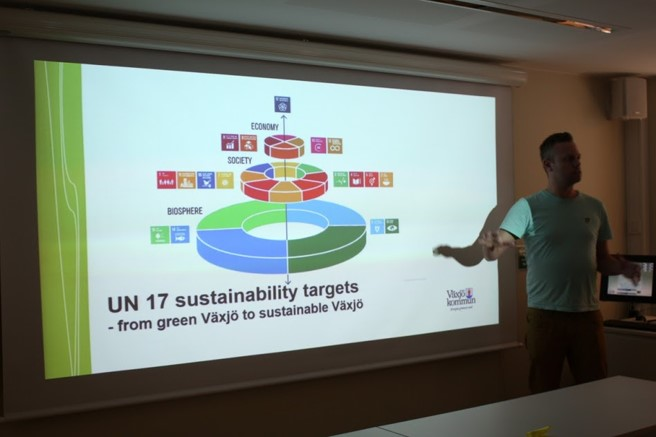 ECONOMY
SOCIETY
BIOSPHERE
UN 17 sustainability targets
- from green Växjö to sustainable Växjö
Växjö
kommun